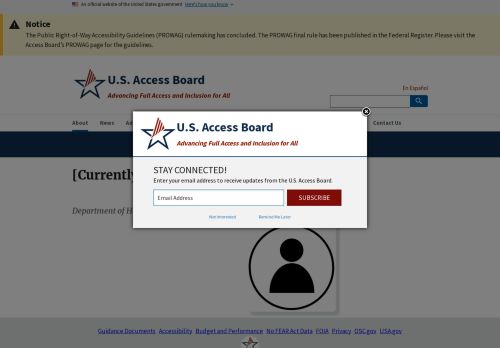 An official website of the United States government Here's how you know
Notice
The Public Right-of-Way Accessibility Guidelines (PROWAG) rulemaking has concluded. The PROWAG final rule has been published in the Federal Register. Please visit the
Access Board's PROWAG page for the guidelines.
U.S. Access Board
Advancing Full Access and Inclusion for All
En Español
About News Ad
Contact Us
U.S. Access Board
Advancing Full Access and Inclusion for All
[Currently
STAY CONNECTED!
Enter your email address to receive updates from the U.S. Access Board.
Email Address
SUBSCRIBE
Not Interested Remind Me Later
Department of H
Guidance Documents Accessibility Budget and Performance No FEAR Act Data FOIA Privacy OSC.gov USA.gov